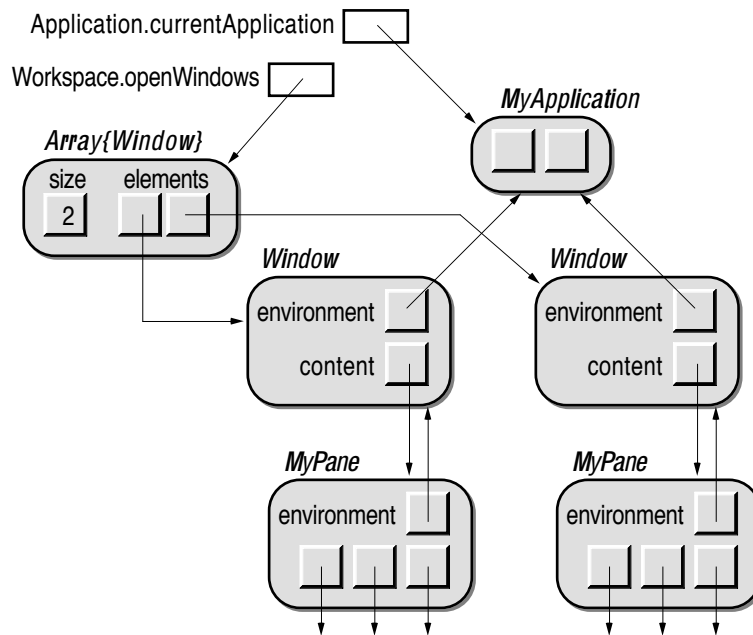 Application.currentApplication
Workspace.openWindows
MyApplication
Array{Window}
size elements
2
Window
Window
environment
environment
content
content
MyPane
MyPane
environment
environment